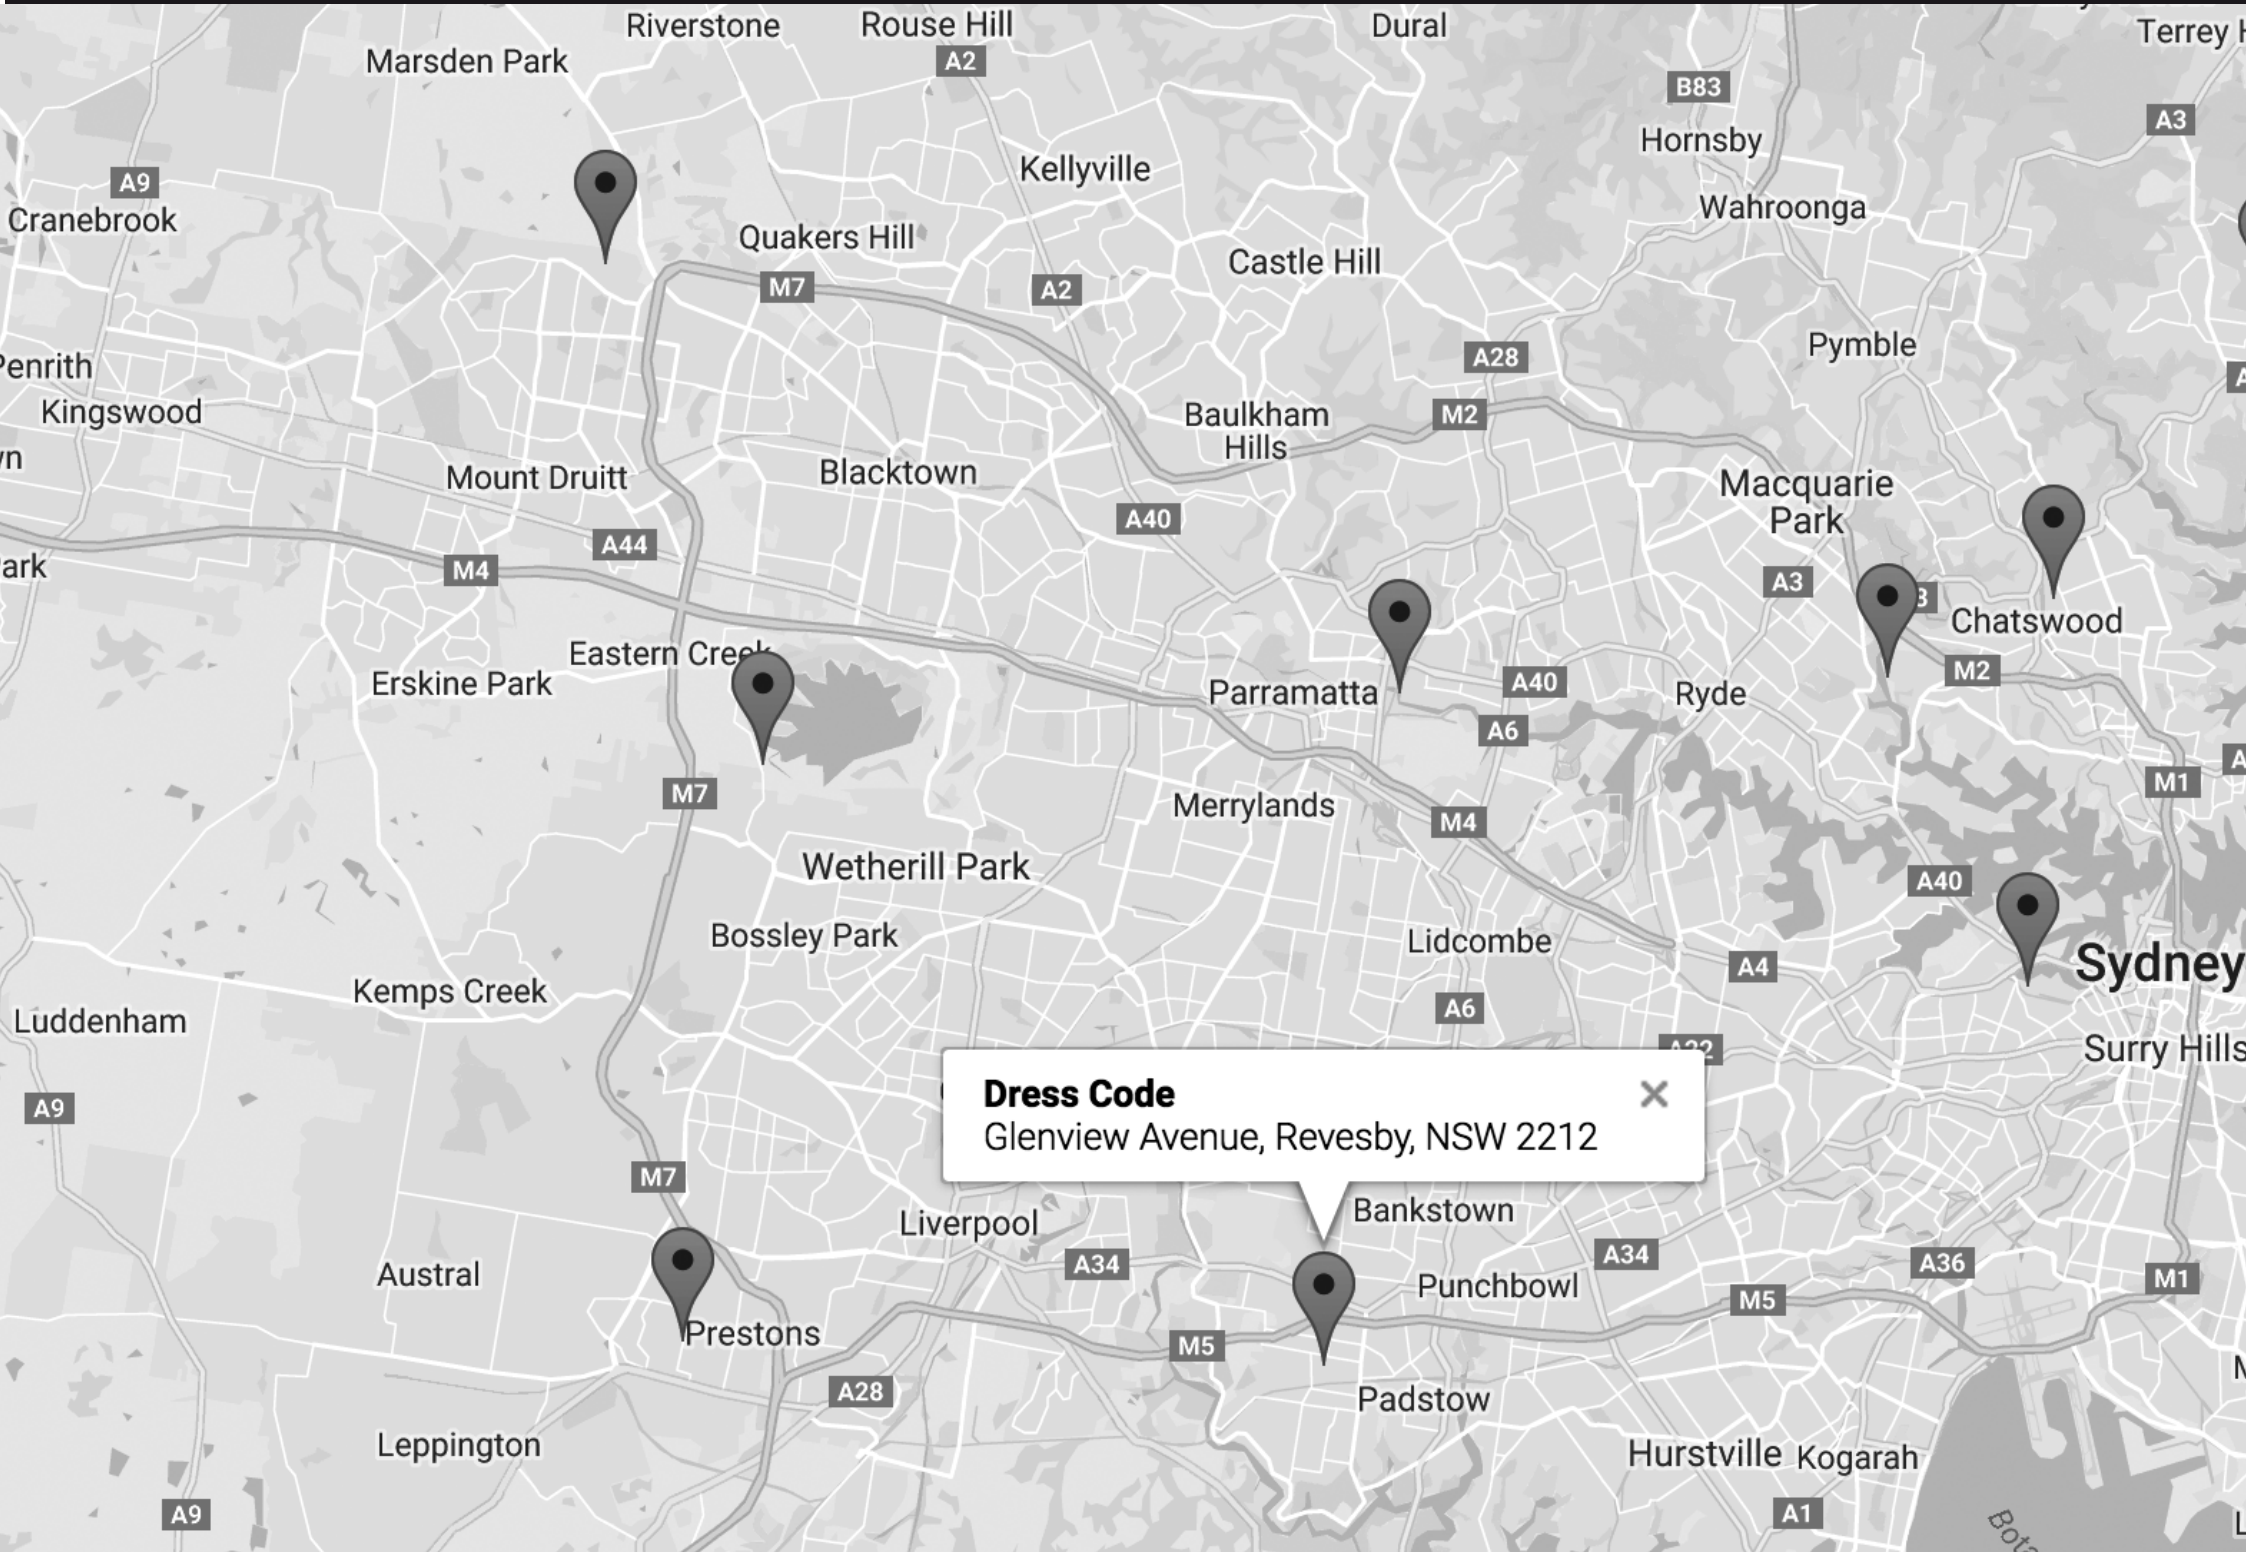 Riverstone
Rouse Hill
Dural
Marsden Park
A2
B83
A3
Hornsby
Kellyville
A9
Cranebrook
Wahroonga
Quakers Hill
Castle Hill
M7
A2
Pymble
A28
Penrith
Kingswood
Baulkham
Hills
M2
Mount Druitt
Blacktown
Macquarie
Park
A40
A44
M4
A3
Chatswood
Eastern Creek
Erskine Park
M2
Parramatta
A40
Ryde
A6
M7
M1
Merrylands
M4
Wetherill Park
A40
Bossley Park
Lidcombe
Sydney
A4
Kemps Creek
A6
Luddenham
Surry Hills
A22
A9
Dress Code
Glenview Avenue, Revesby, NSW 2212
M7
Bankstown
Liverpool
A34
A34
A36
Austral
Punchbowl
M1
M5
Prestons
M5
A28
Padstow
Leppington
Hurstville
Kogarah
A9
A1